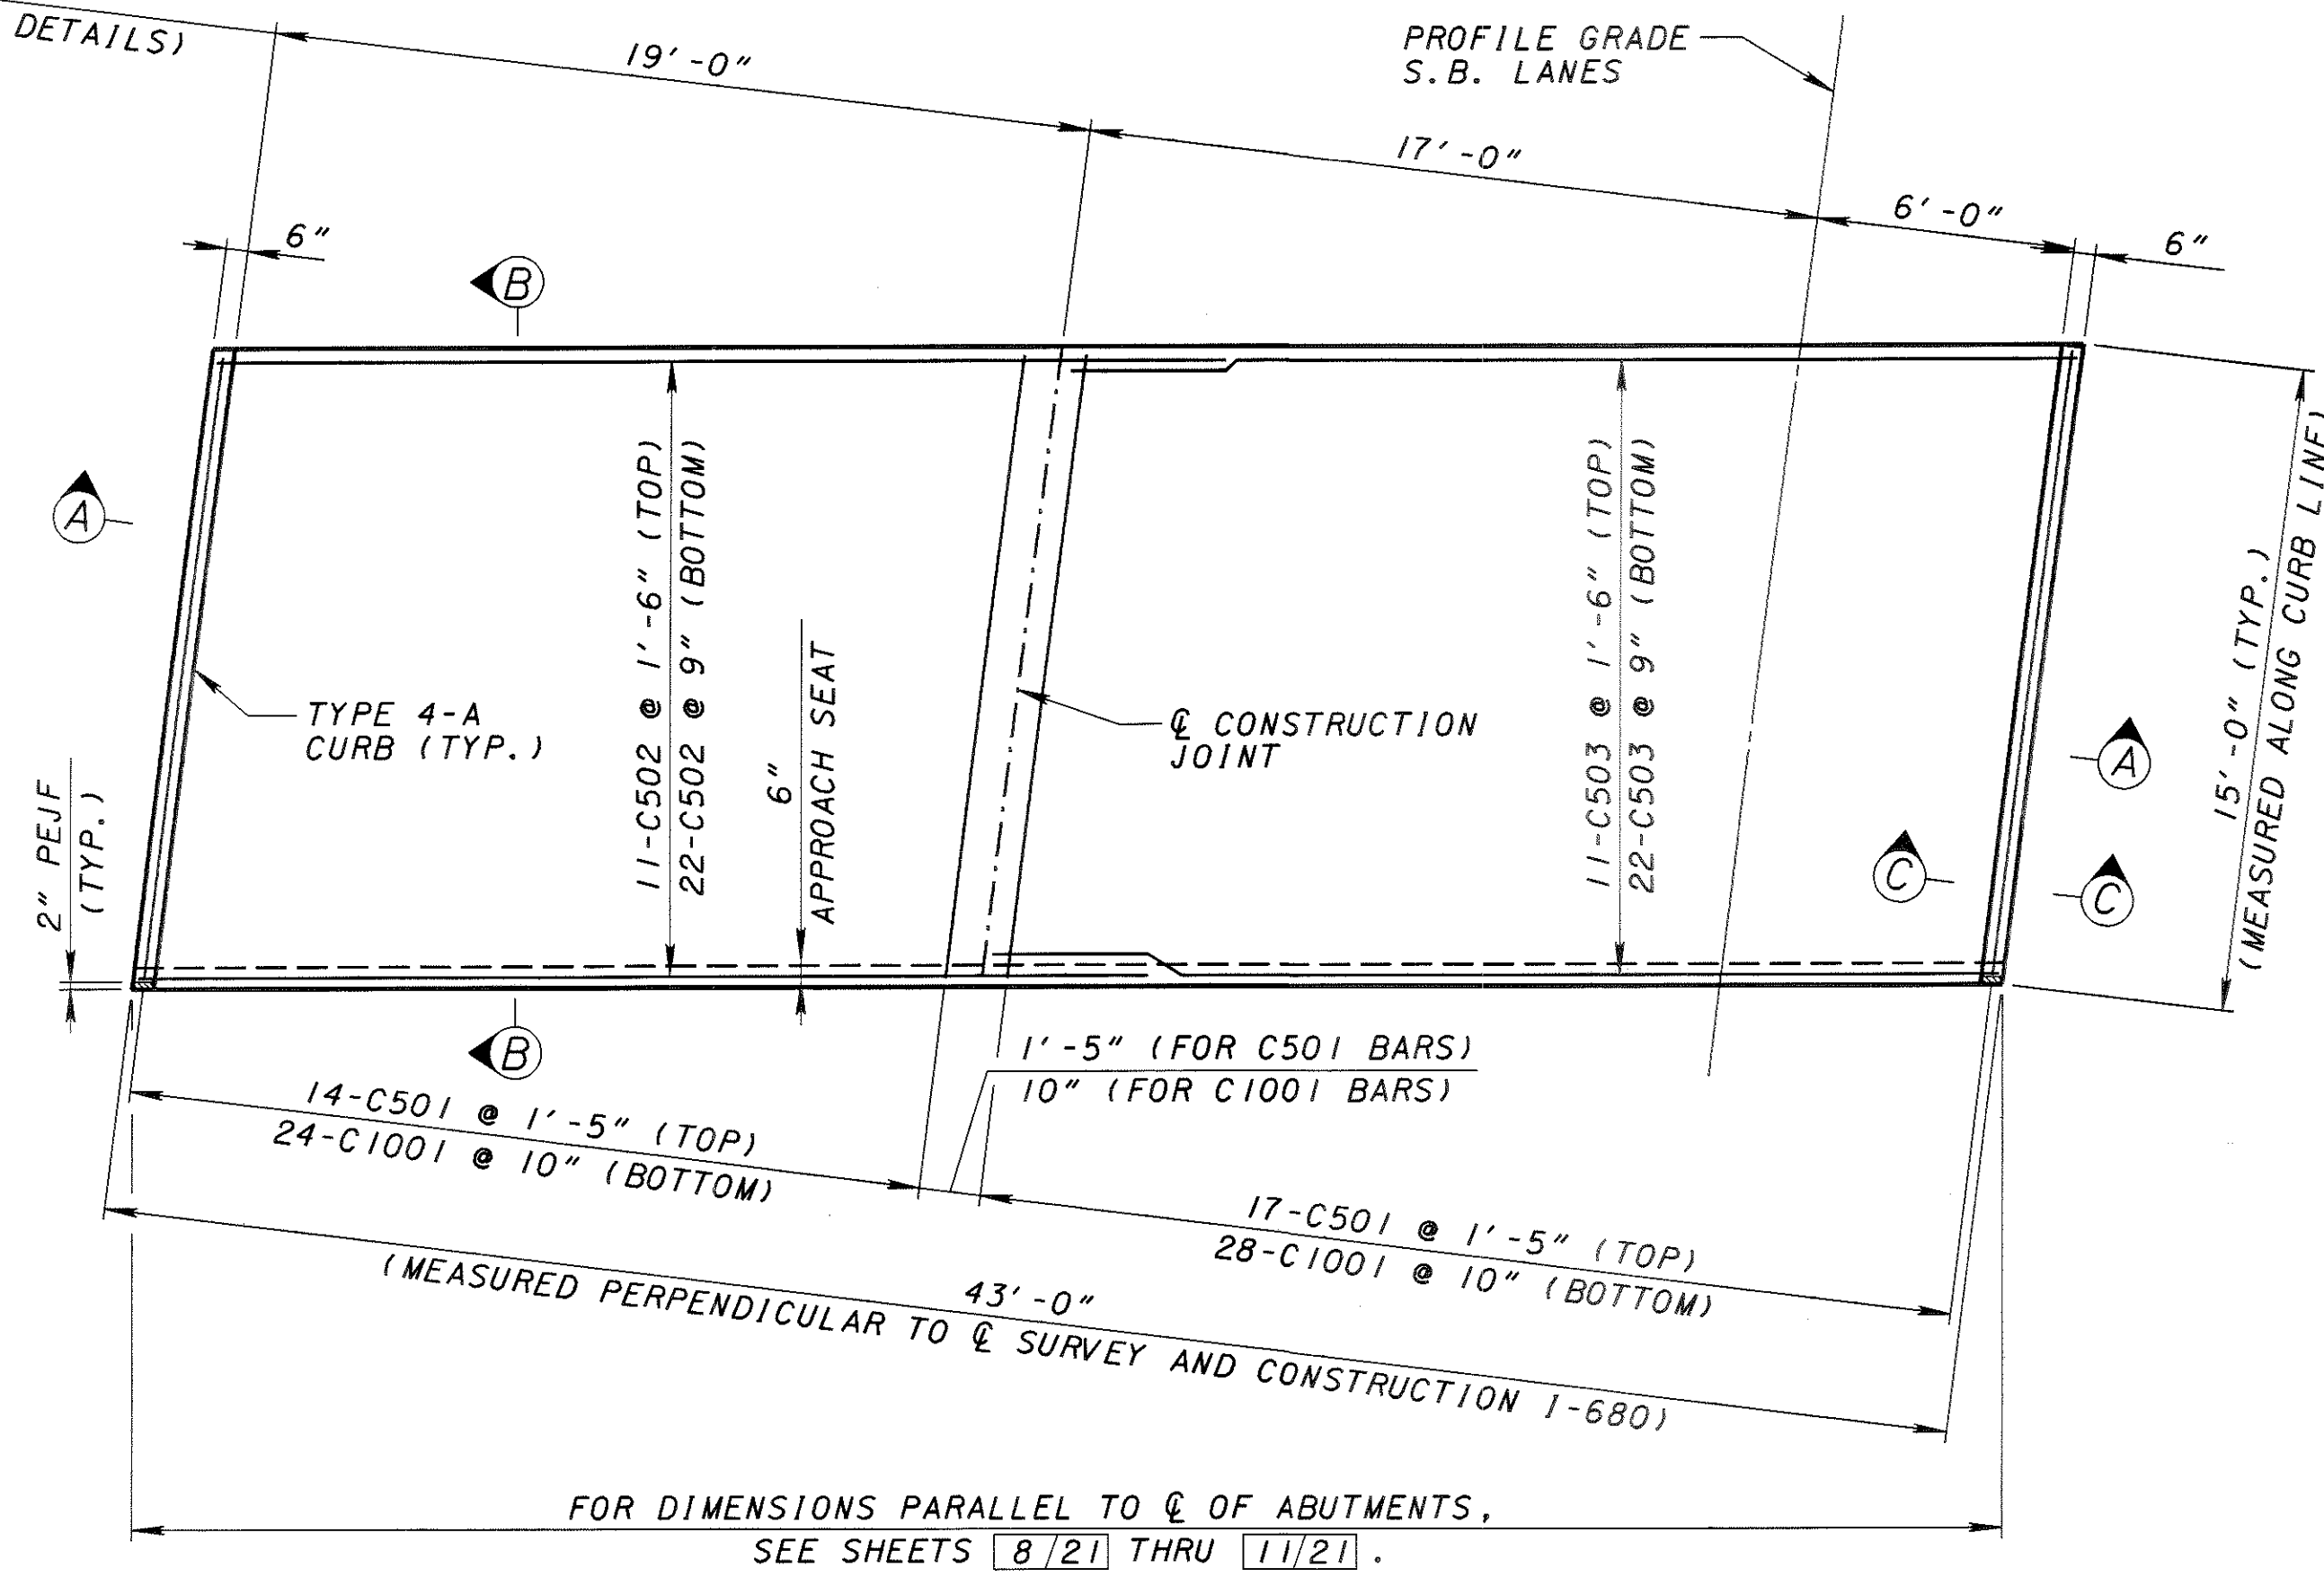 DETAILS)
19'-0"
PROFILE GRADE
S.B. LANES
17'-0"
6'-0"
6"
6"
B
A
11-C502 @ 1'-6" (TOP)
22-C502 @ 9" (BOTTOM)
11-C503 @ 1'-6" (TOP)
22-C503 @ 9" (BOTTOM)
15'-0" (TYP.)
(MEASURED ALONG CURB LINE)
TYPE 4-A
CURB (TYP.)
6"
APPROACH SEAT
℄ CONSTRUCTION
JOINT
2" PEJF
(TYP.)
A
C
C
B
1'-5" (FOR C501 BARS)
10" (FOR C1001 BARS)
14-C501 @ 1'-5" (TOP)
24-C1001 @ 10" (BOTTOM)
17-C501 @ 1'-5" (TOP)
28-C1001 @ 10" (BOTTOM)
43'-0"
(MEASURED PERPENDICULAR TO ℄ SURVEY AND CONSTRUCTION I-680)
FOR DIMENSIONS PARALLEL TO ℄ OF ABUTMENTS,
SEE SHEETS 8/21 THRU 11/21.